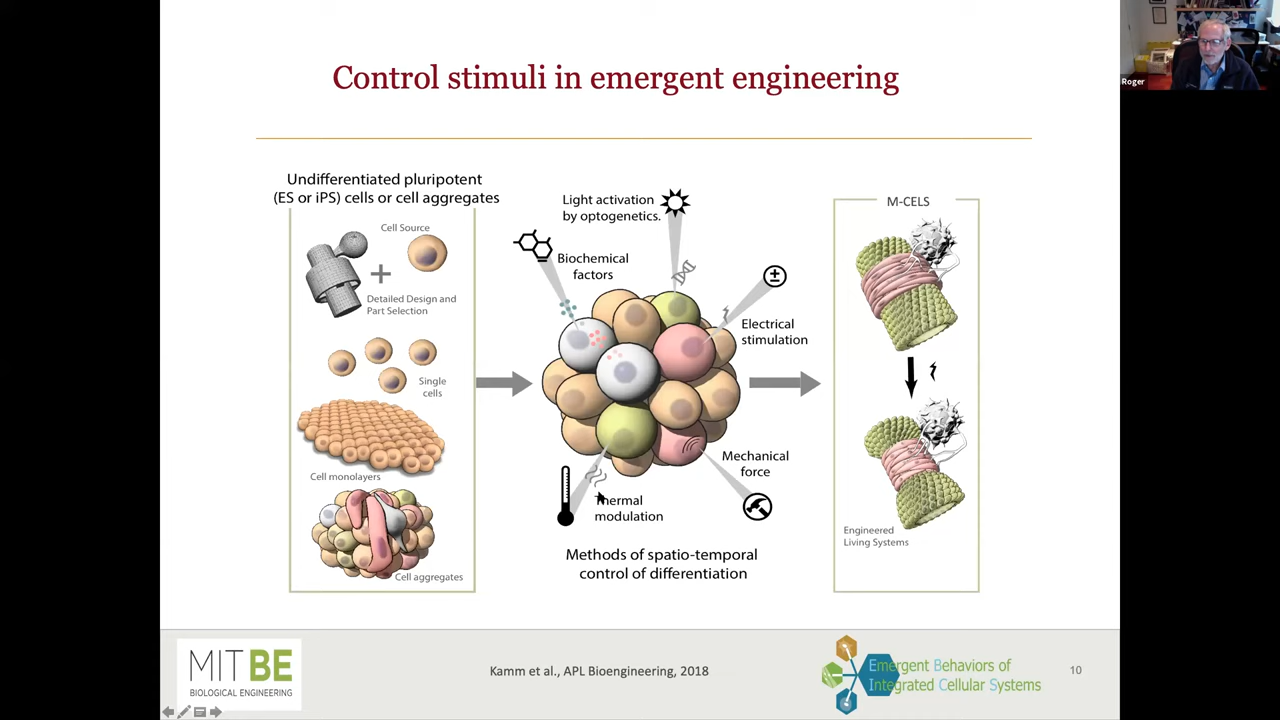 Control stimuli in emergent engineering
Roger
Undifferentiated pluripotent
(ES or iPS) cells or cell aggregates
Cell Source
Detailed Design and
Part Selection
Single
cells
Cell monolayers
Cell aggregates
Light activation
by optogenetics.
Biochemical
factors
Electrical
stimulation
Mechanical
force
Thermal
modulation
Methods of spatio-temporal
control of differentiation
M-CELS
Engineered
Living Systems
MIT BE
BIOLOGICAL ENGINEERING
Kamm et al., APL Bioengineering, 2018
Emergent Behaviors of
Integrated Cellular Systems
10